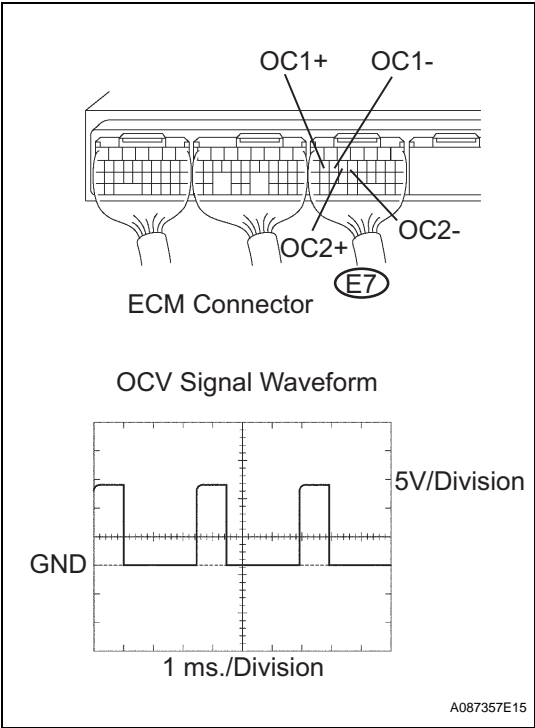 OC1+ OC1-
OC2+ OC2-
E7
ECM Connector
OCV Signal Waveform
5V/Division
GND
1 ms./Division
A087357E15